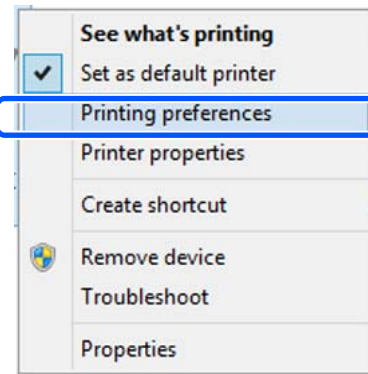 See what's printing
Set as default printer
Printing preferences
Printer properties
Create shortcut
Remove device
Troubleshoot
Properties